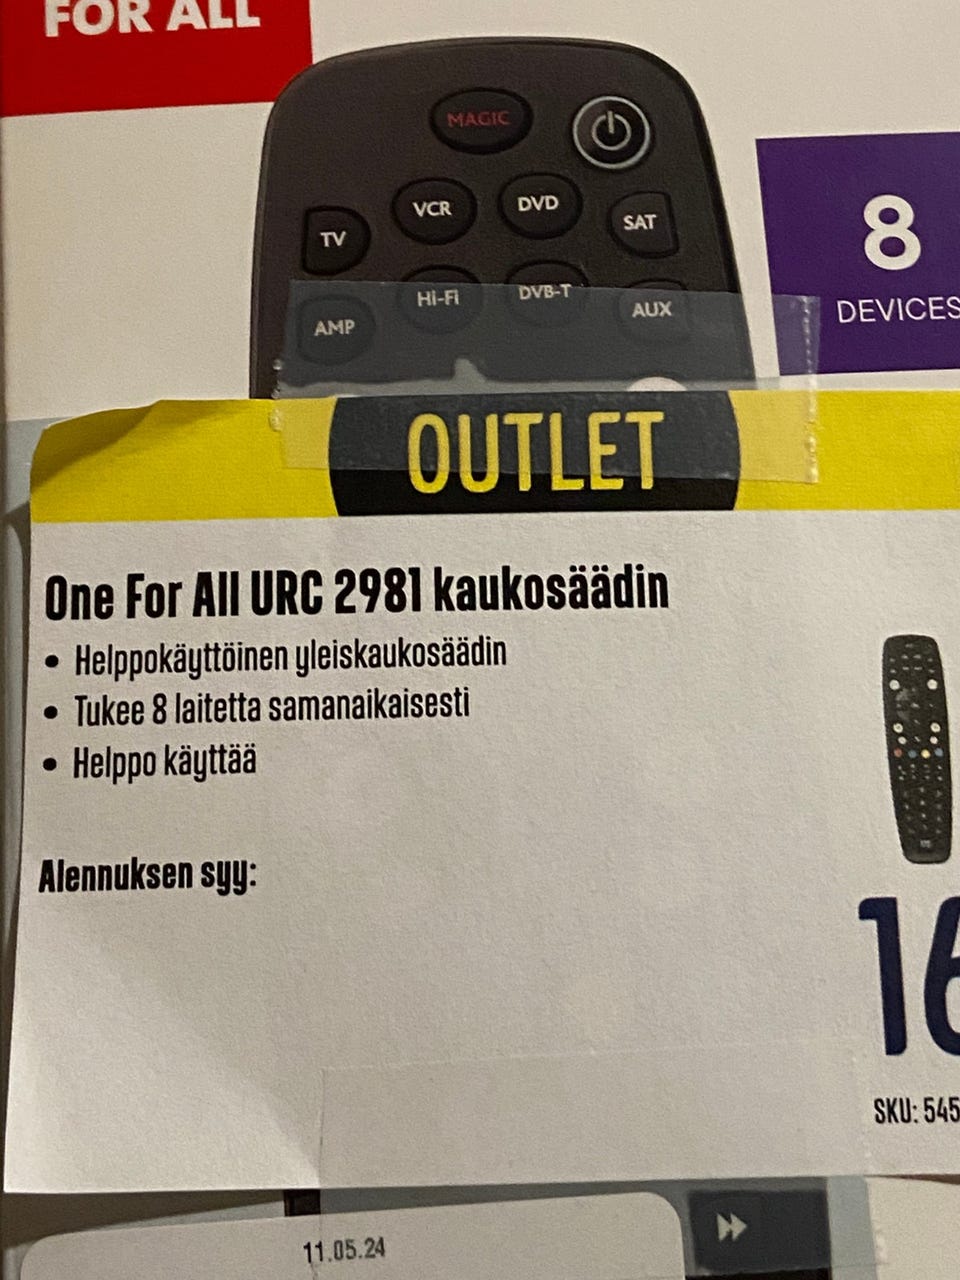 FOR ALL
MAGIC
TV VCR DVD SAT
AMP Hi-Fi DVB-T AUX
8
DEVICES
OUTLET
One For All URC 2981 kaukosäädin
• Helppokäyttöinen yleiskaukosäädin
• Tukee 8 laitetta samanaikaisesti
• Helppo käyttää
Alennuksen syy:
16
SKU: 545
11.05.24